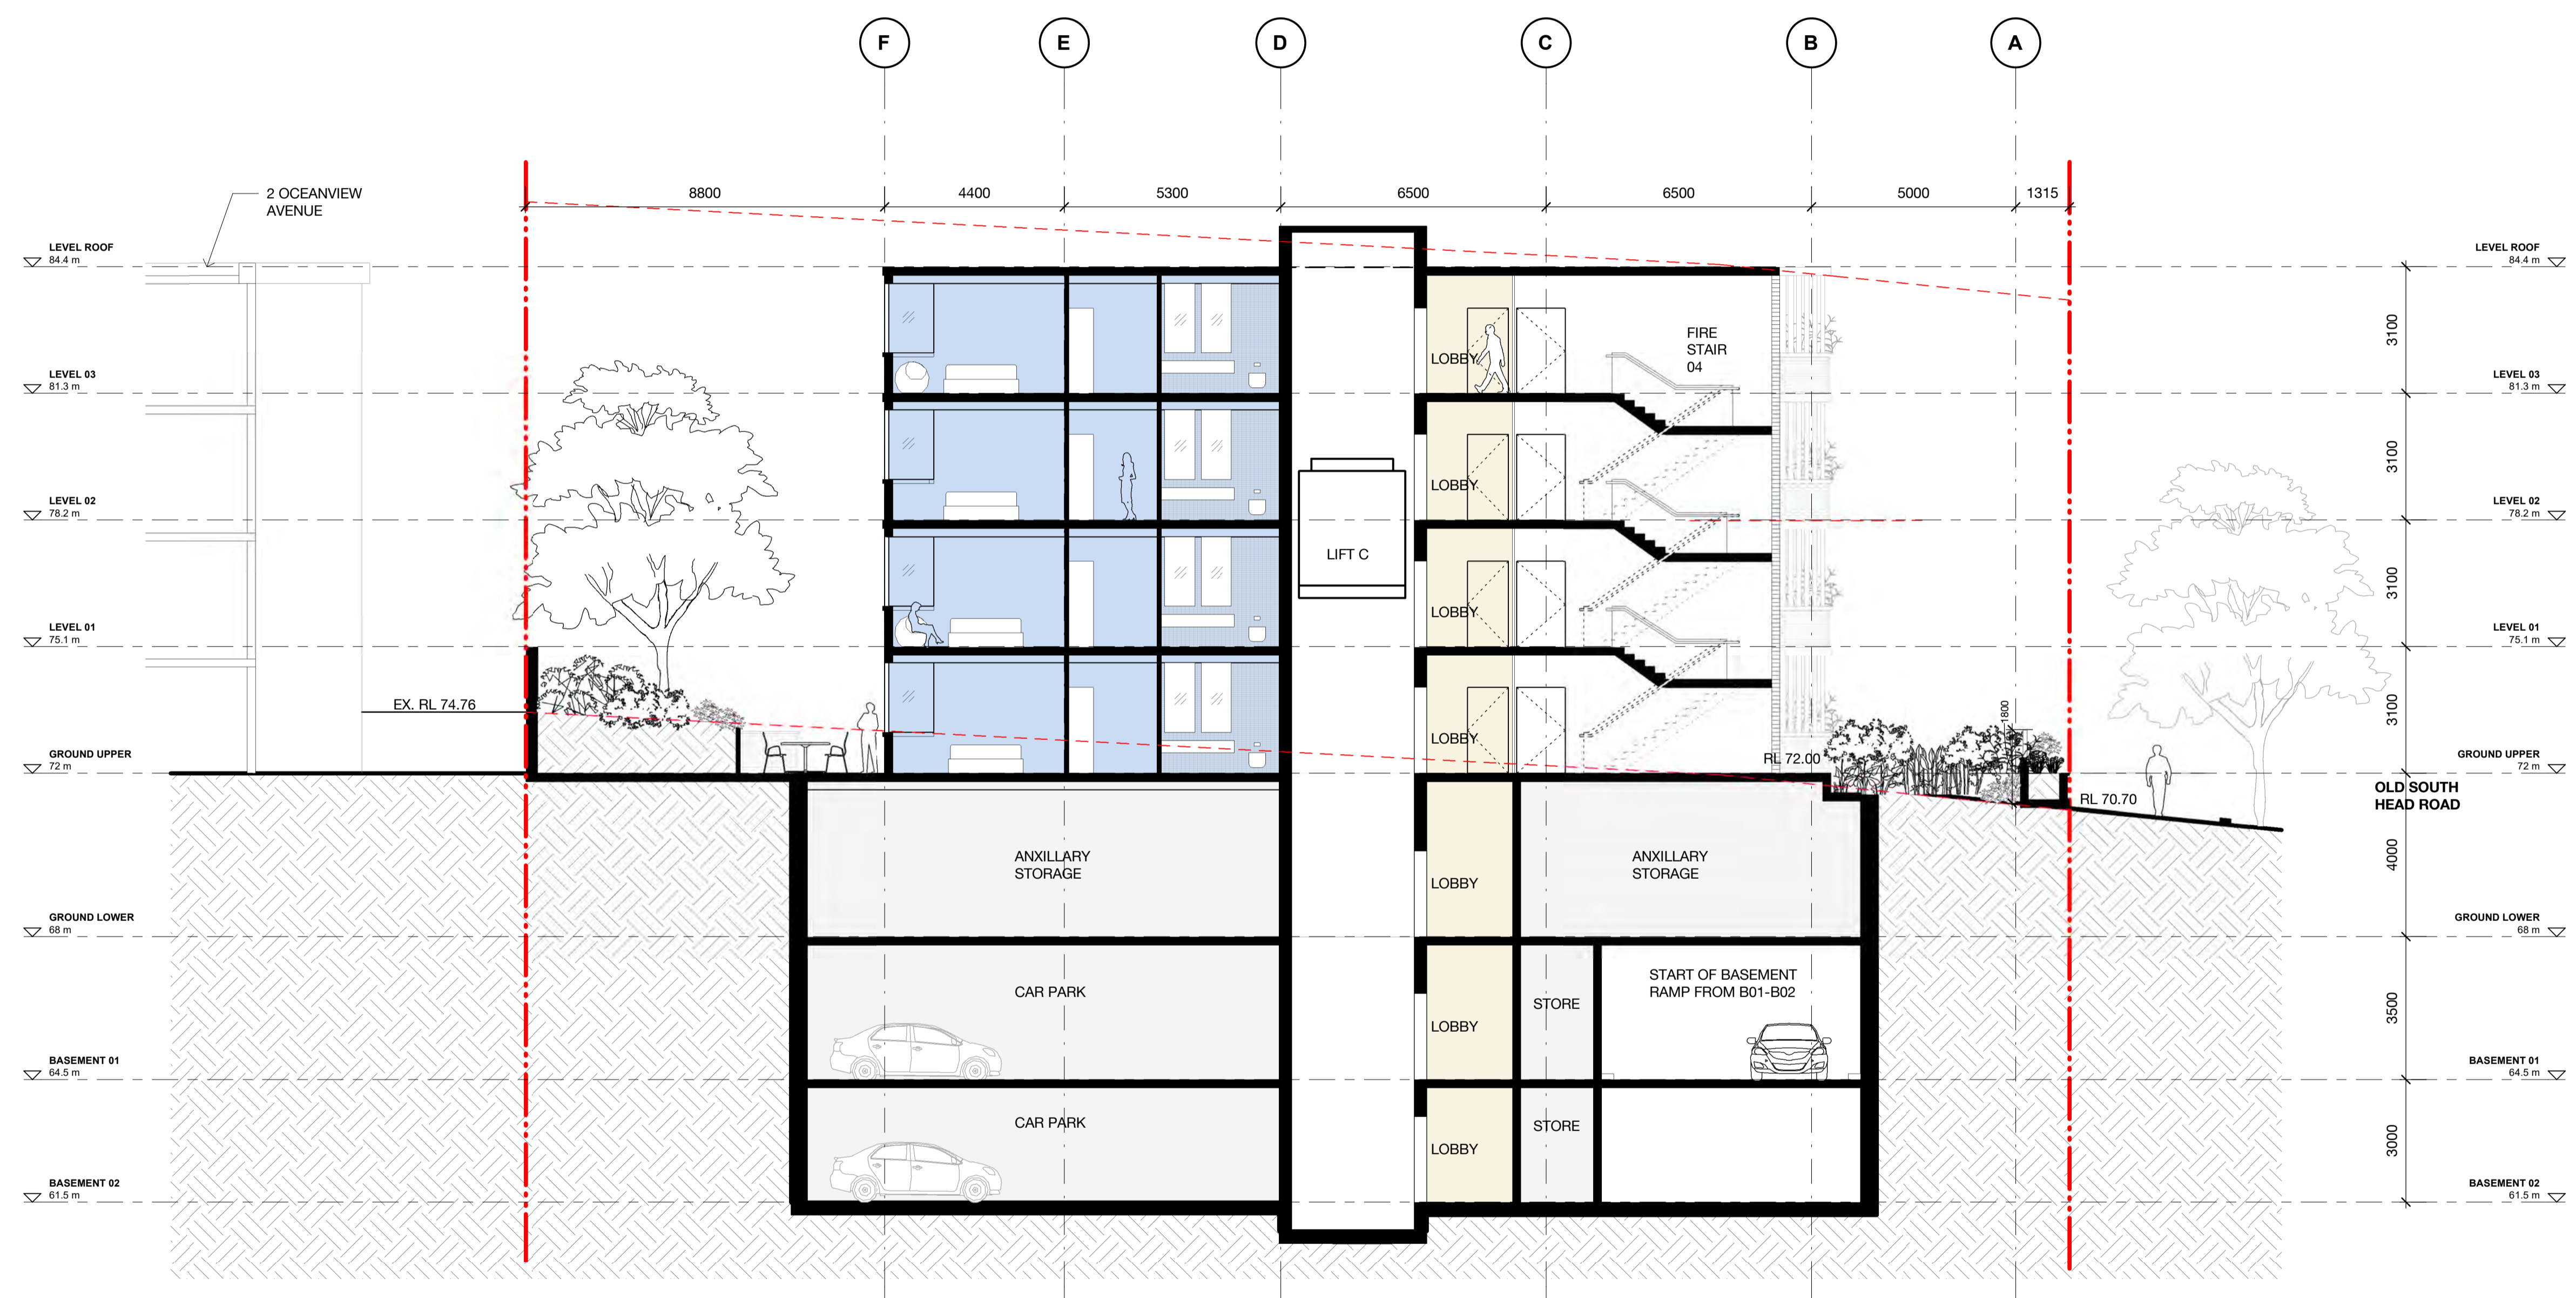 F E D C B A
8800 4400 5300 6500 6500 5000 1315
2 OCEANVIEW
AVENUE
LEVEL ROOF
84.4 m
LEVEL ROOF
84.4 m
3100
FIRE
STAIR
04
LOBBY
LEVEL 03
81.3 m
LEVEL 03
81.3 m
3100
LOBBY
LEVEL 02
78.2 m
LEVEL 02
78.2 m
LIFT C
3100
LOBBY
LEVEL 01
75.1 m
LEVEL 01
75.1 m
EX. RL 74.76
3100
1800
LOBBY
RL 72.00
GROUND UPPER
72 m
GROUND UPPER
72 m
OLD SOUTH
HEAD ROAD
RL 70.70
4000
ANXILLARY
STORAGE
LOBBY
ANXILLARY
STORAGE
GROUND LOWER
68 m
GROUND LOWER
68 m
CAR PARK
LOBBY
STORE
START OF BASEMENT
RAMP FROM B01-B02
3500
BASEMENT 01
64.5 m
BASEMENT 01
64.5 m
CAR PARK
LOBBY
STORE
3000
BASEMENT 02
61.5 m
BASEMENT 02
61.5 m